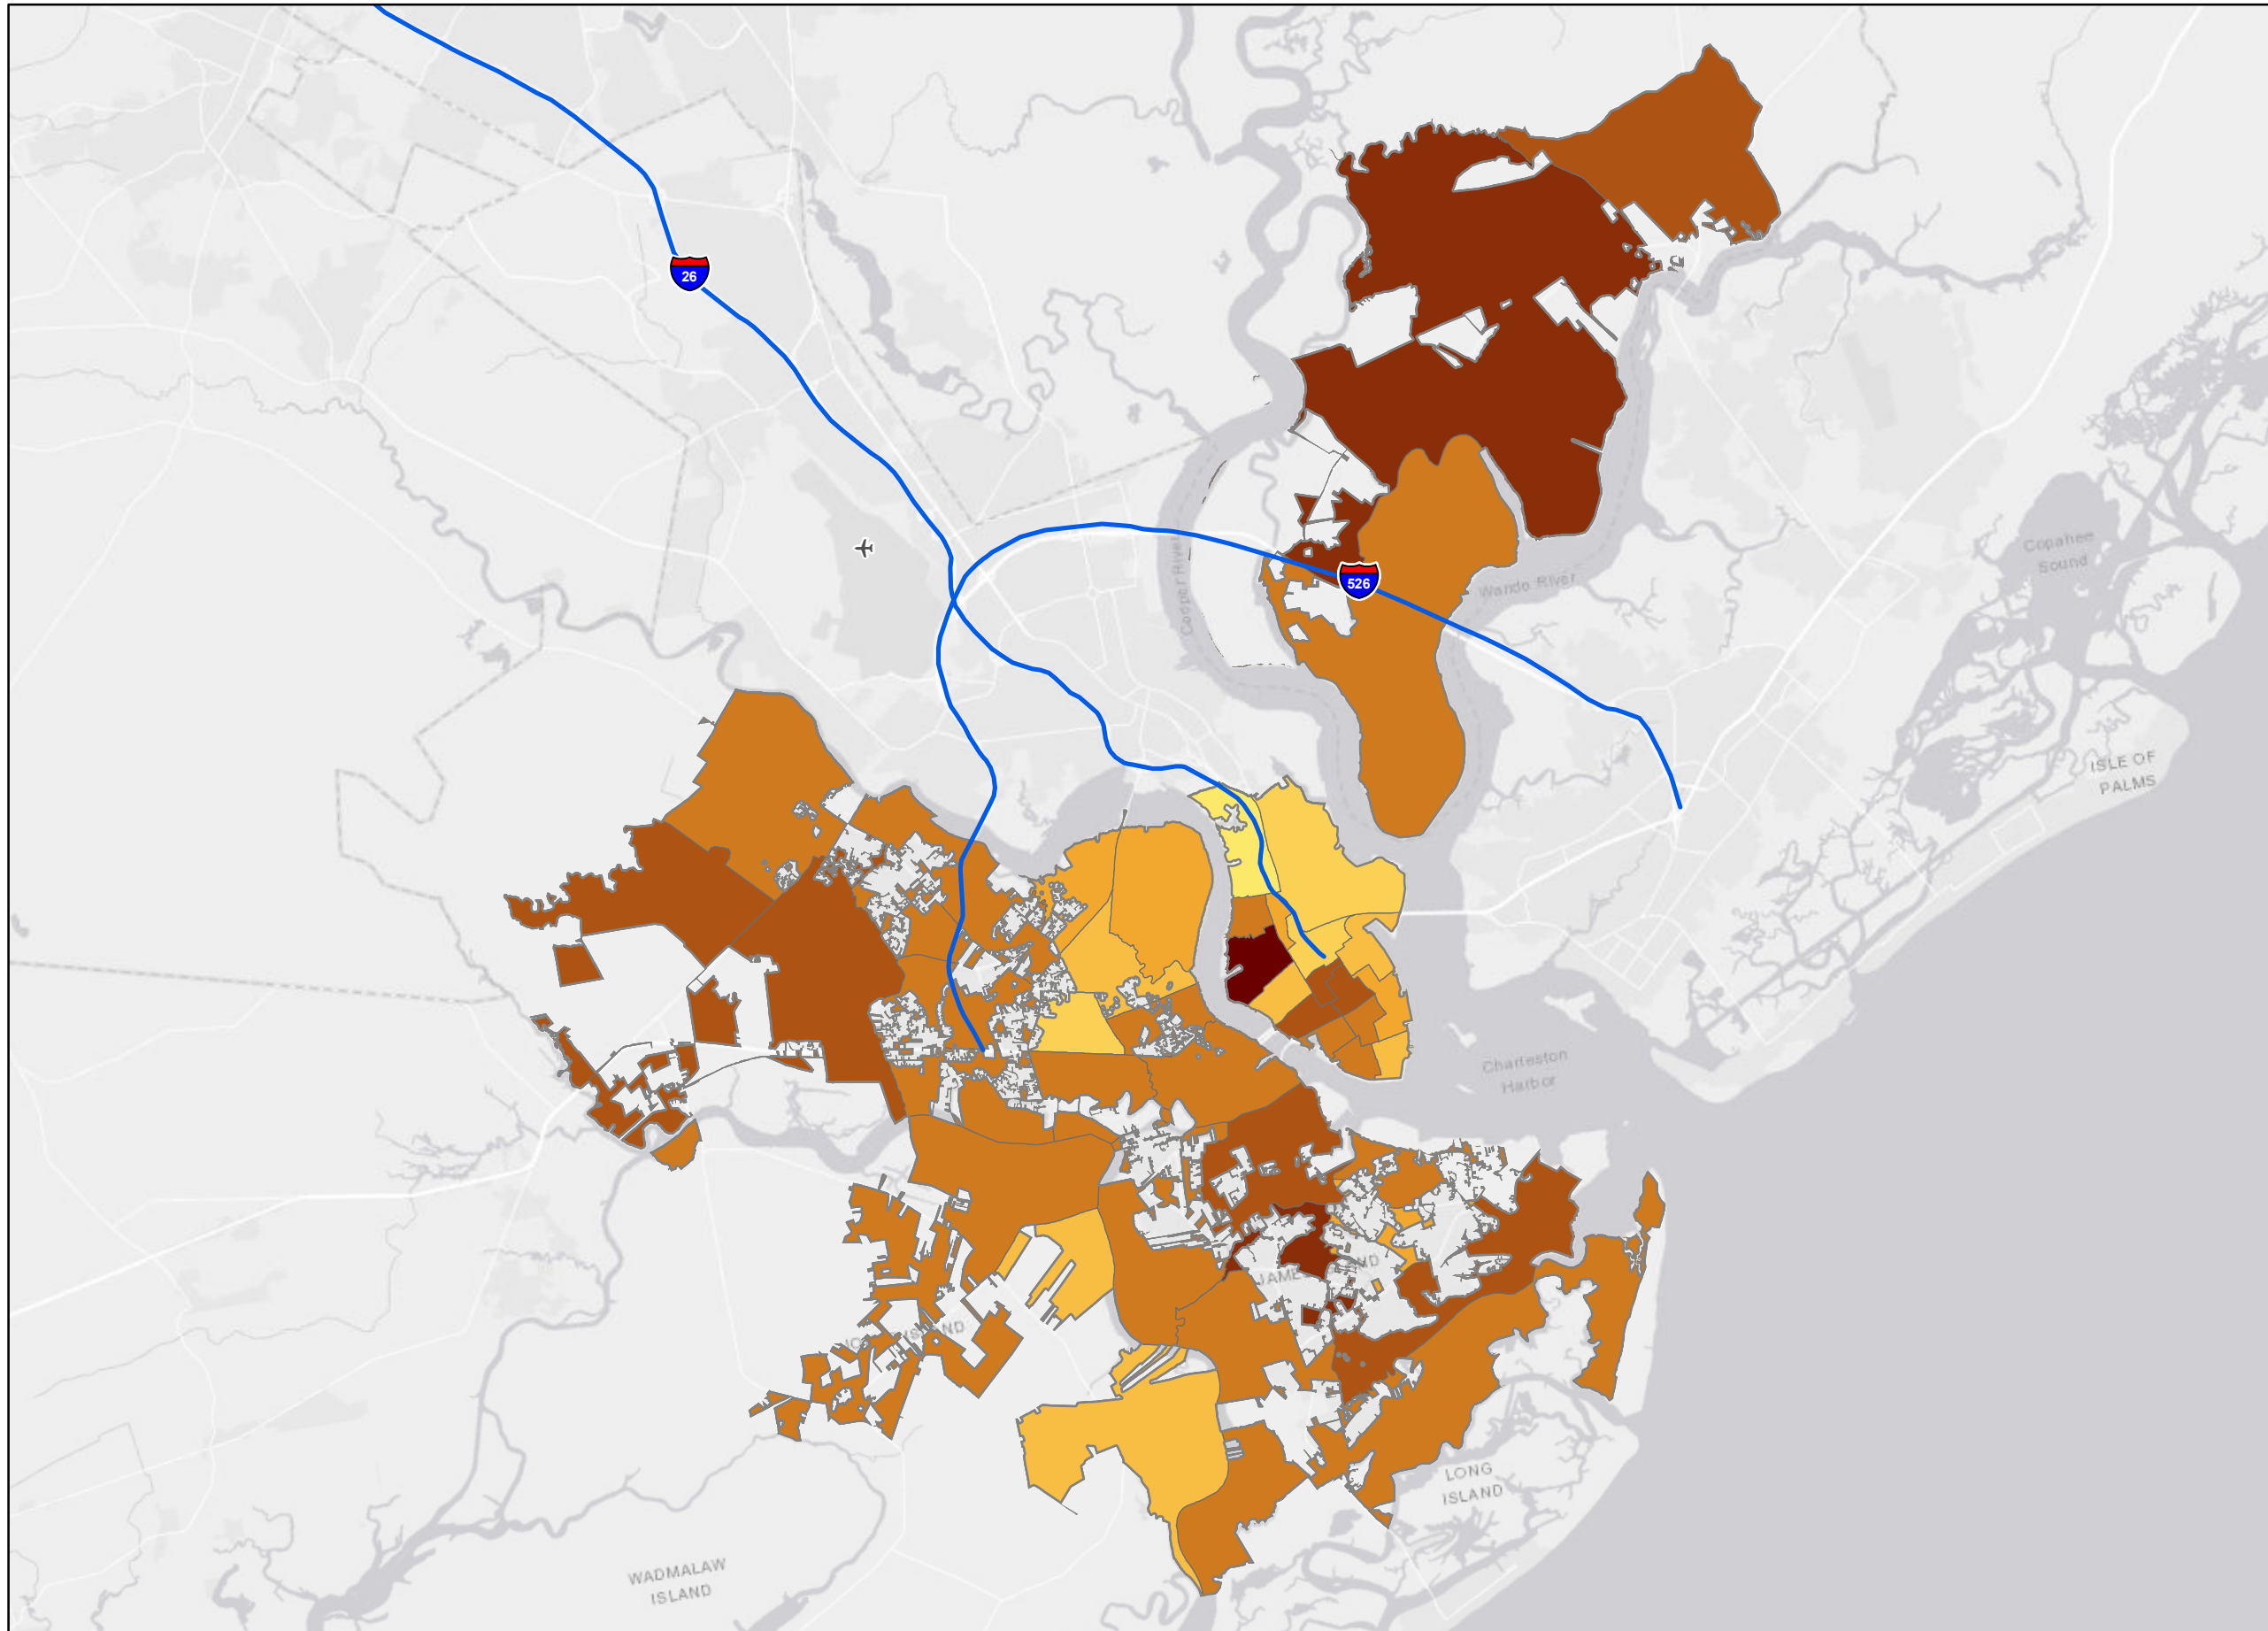 26
Copahee
Sound
526
Wando River
Cooper River
ISLE OF
PALMS
Charleston
Harbor
LONG
ISLAND
WADMALAW
ISLAND